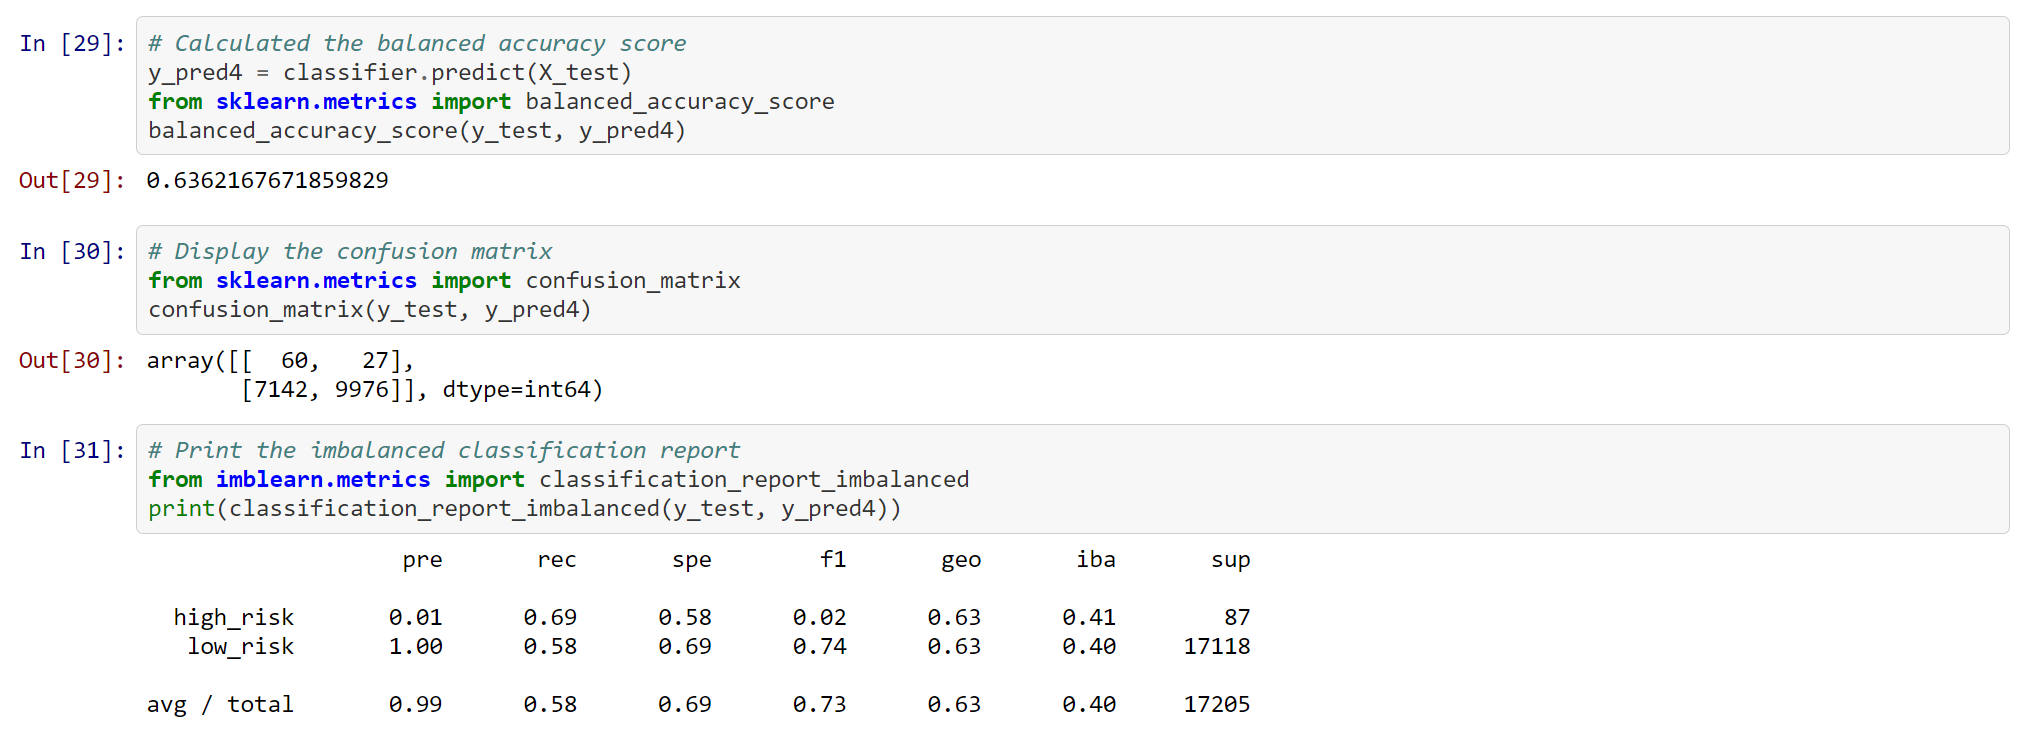 In [29]: # Calculated the balanced accuracy score
y_pred4 = classifier.predict(X_test)
from sklearn.metrics import balanced_accuracy_score
balanced_accuracy_score(y_test, y_pred4)
Out[29]: 0.6362167671859829
In [30]: # Display the confusion matrix
from sklearn.metrics import confusion_matrix
confusion_matrix(y_test, y_pred4)
Out[30]: array([[  60,   27],
       [7142, 9976]], dtype=int64)
In [31]: # Print the imbalanced classification report
from imblearn.metrics import classification_report_imbalanced
print(classification_report_imbalanced(y_test, y_pred4))
                   pre       rec       spe        f1       geo       iba       sup
  high_risk       0.01      0.69      0.58      0.02      0.63      0.41        87
   low_risk       1.00      0.58      0.69      0.74      0.63      0.40     17118
avg / total       0.99      0.58      0.69      0.73      0.63      0.40     17205